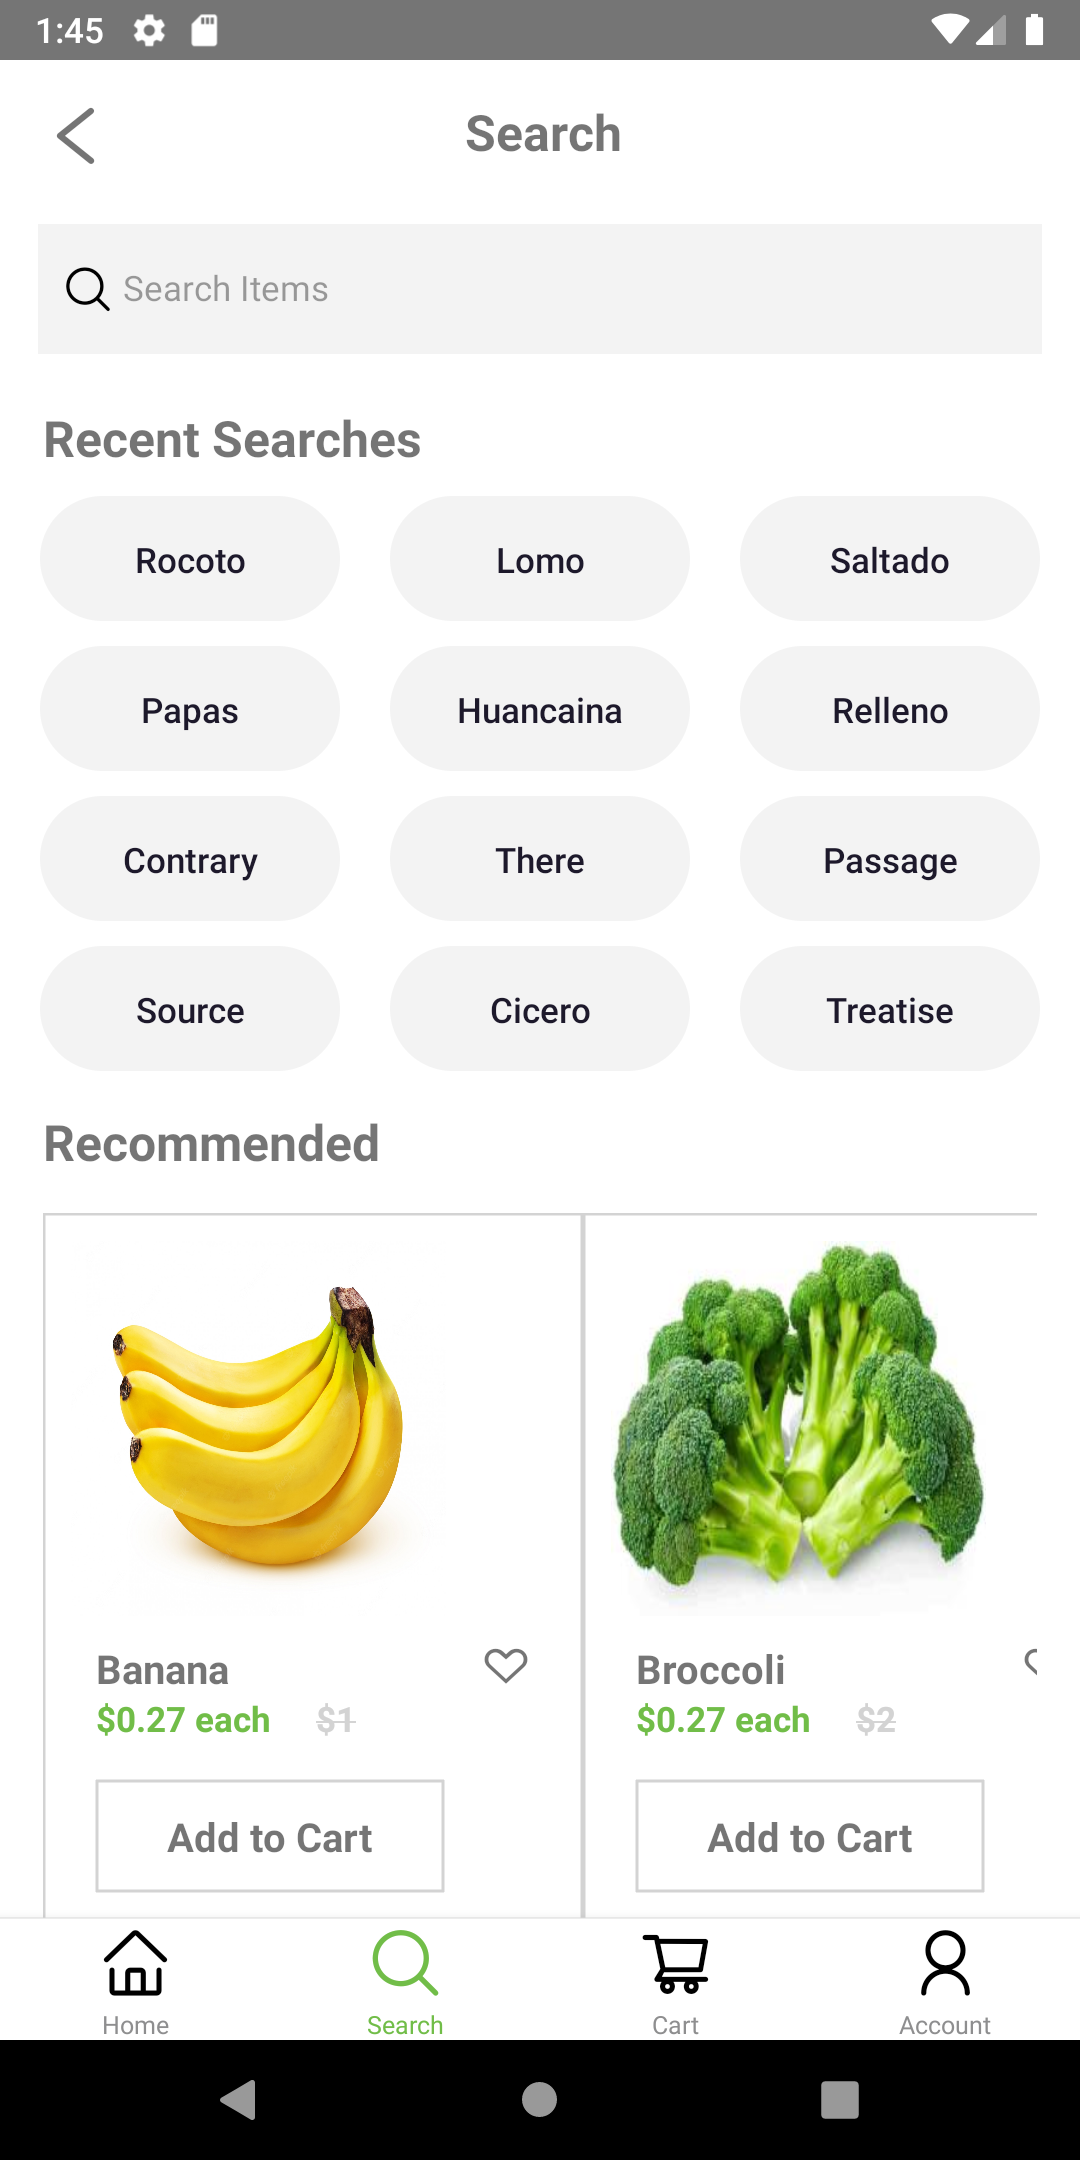 1:45
Search
Search Items
Recent Searches
Rocoto Lomo Saltado
Papas Huancaina Relleno
Contrary There Passage
Source Cicero Treatise
Recommended
Banana Broccoli
$0.27 each $1 $0.27 each $2
Add to Cart Add to Cart
Home Search Cart Account